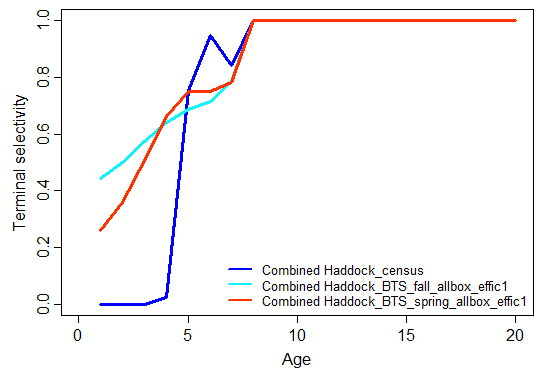 Terminal selectivity
1.0
0.8
0.6
0.4
0.2
0.0
Combined Haddock_census
Combined Haddock_BTS_fall_allbox_effic1
Combined Haddock_BTS_spring_allbox_effic1
0 5 10 15 20
Age